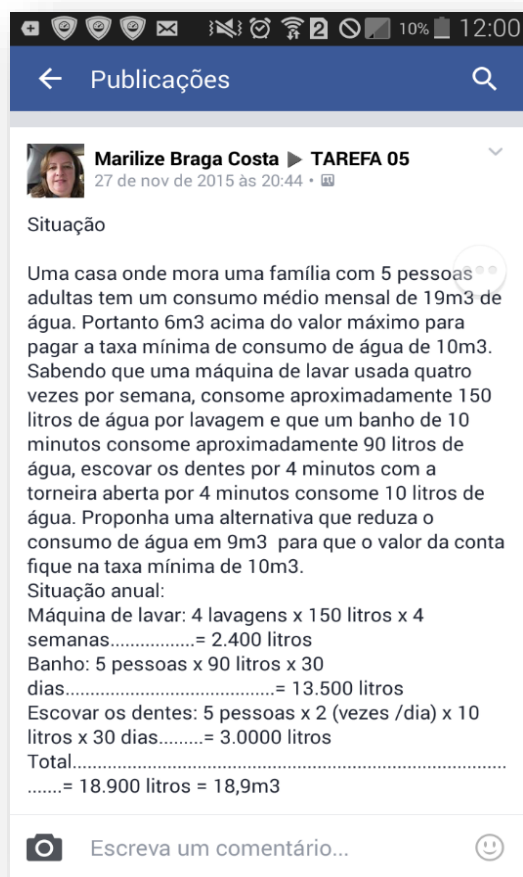 2 10% 12:00
Publicações
Marilize Braga Costa ▶ TAREFA 05
27 de nov de 2015 às 20:44 •
Situação
Uma casa onde mora uma família com 5 pessoas
adultas tem um consumo médio mensal de 19m3 de
água. Portanto 6m3 acima do valor máximo para
pagar a taxa mínima de consumo de água de 10m3.
Sabendo que uma máquina de lavar usada quatro
vezes por semana, consome aproximadamente 150
litros de água por lavagem e que um banho de 10
minutos consome aproximadamente 90 litros de
água, escovar os dentes por 4 minutos com a
torneira aberta por 4 minutos consome 10 litros de
água. Proponha uma alternativa que reduza o
consumo de água em 9m3  para que o valor da conta
fique na taxa mínima de 10m3.
Situação anual:
Máquina de lavar: 4 lavagens x 150 litros x 4
semanas.................= 2.400 litros
Banho: 5 pessoas x 90 litros x 30
dias..........................................= 13.500 litros
Escovar os dentes: 5 pessoas x 2 (vezes /dia) x 10
litros x 30 dias.........= 3.0000 litros
Total.......................................................................................
.......= 18.900 litros = 18,9m3
Escreva um comentário...